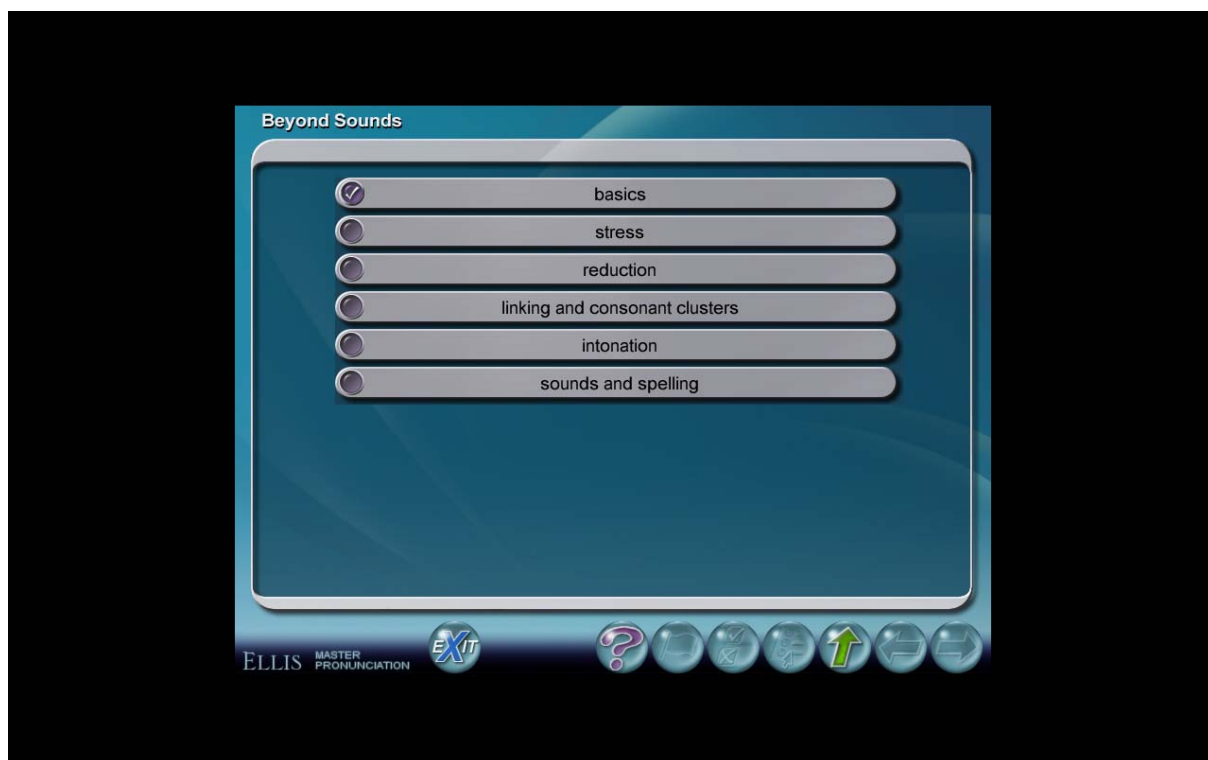 Beyond Sounds
basics
stress
reduction
linking and consonant clusters
intonation
sounds and spelling
ELLIS MASTER PRONUNCIATION
EXIT
?